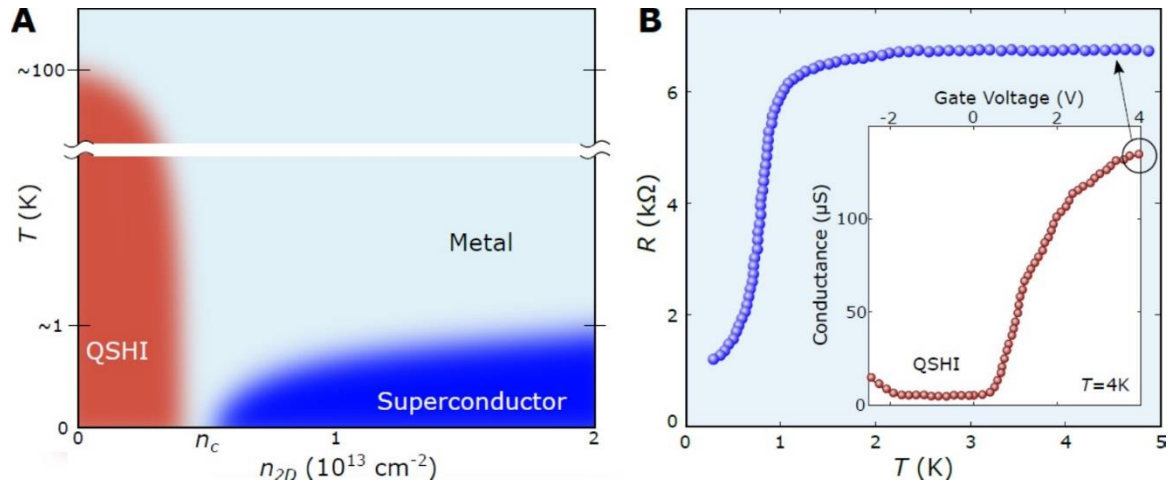 A
~100
T (K)
Metal
~1
QSHI
Superconductor
0
0
n_c
1
2
n_2D (10^13 cm^-2)
B
6
4
2
0
R (kΩ)
Gate Voltage (V)
-2
0
2
4
100
50
0
Conductance (µS)
QSHI
T=4K
0
1
2
3
4
5
T (K)